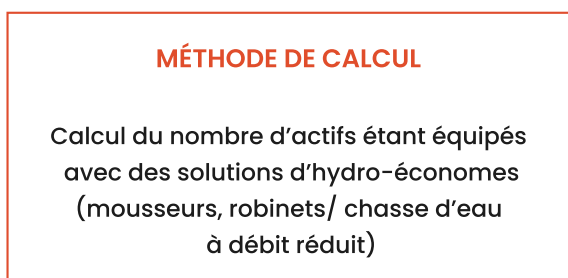 MÉTHODE DE CALCUL
Calcul du nombre d’actifs étant équipés
avec des solutions d’hydro-économes
(mousseurs, robinets/ chasse d’eau
à débit réduit)